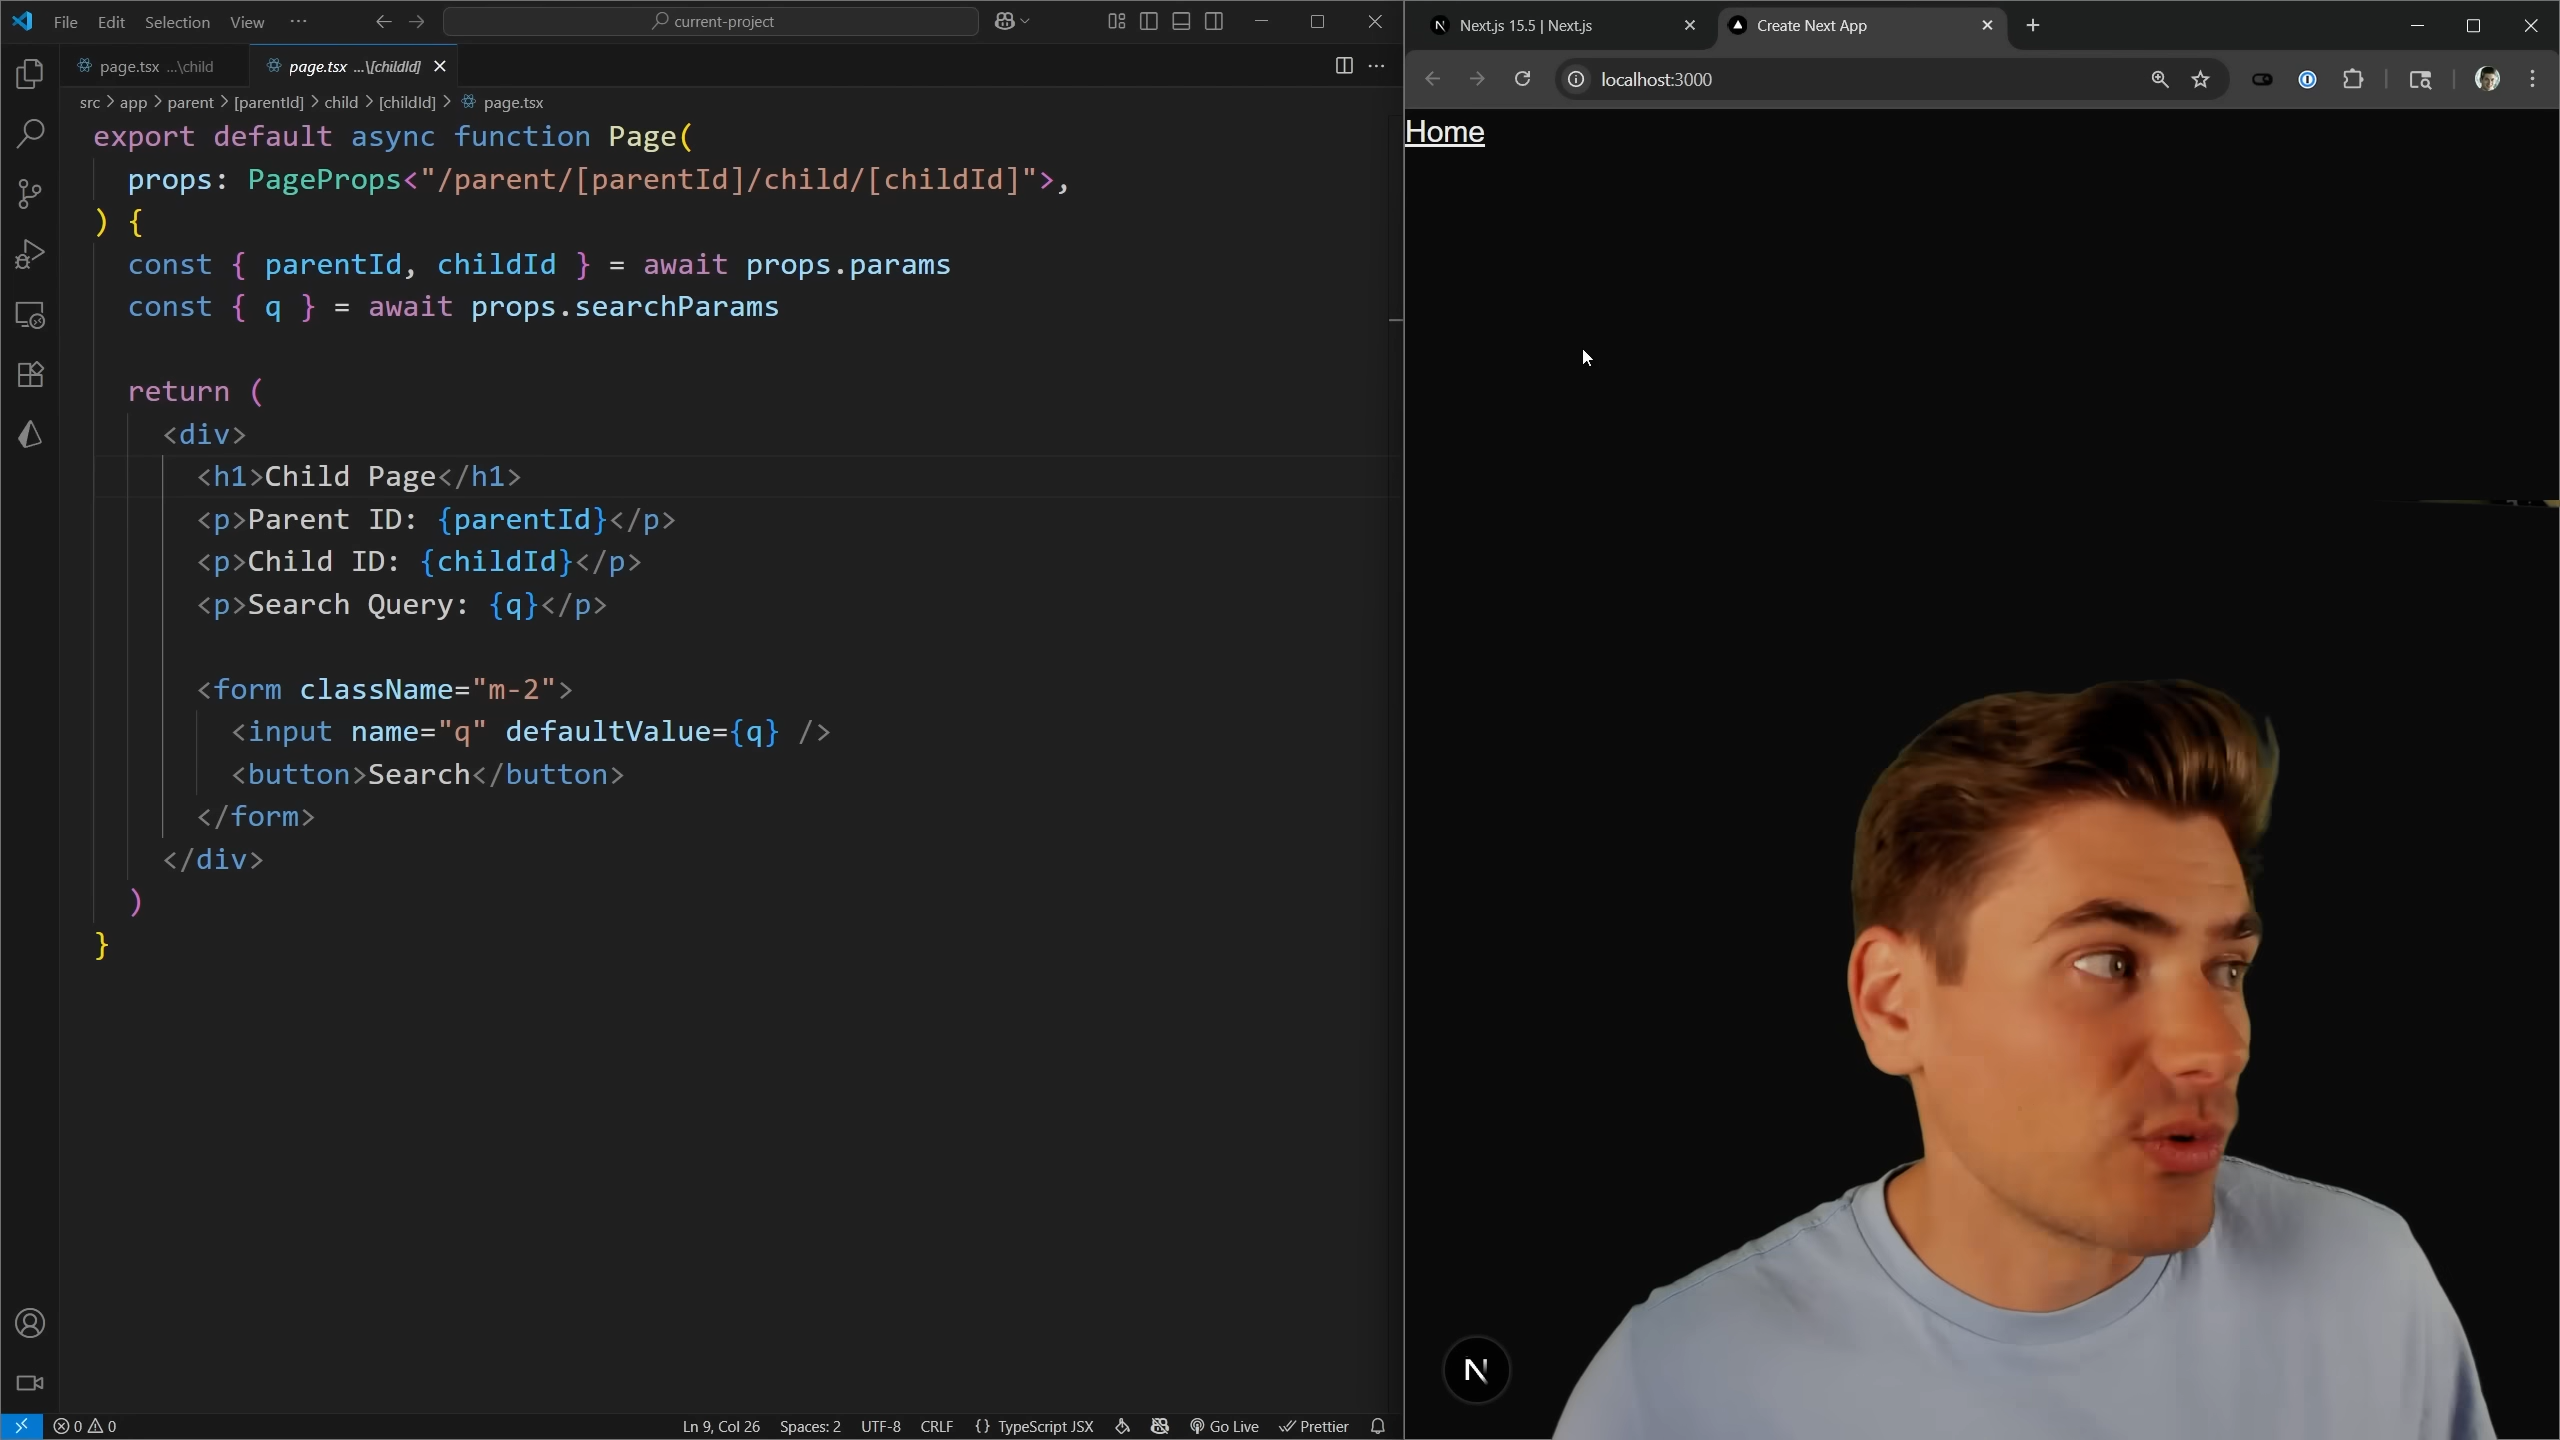 File Edit Selection View ··· current-project
page.tsx ...\child page.tsx ...\[childId]
src > app > parent > [parentId] > child > [childId] > page.tsx
export default async function Page(
props: PageProps<"/parent/[parentId]/child/[childId]">,
) {
const { parentId, childId } = await props.params
const { q } = await props.searchParams
return (
<div>
<h1>Child Page</h1>
<p>Parent ID: {parentId}</p>
<p>Child ID: {childId}</p>
<p>Search Query: {q}</p>
<form className="m-2">
<input name="q" defaultValue={q} />
<button>Search</button>
</form>
</div>
)
}
0 0 Ln 9, Col 26 Spaces: 2 UTF-8 CRLF {} TypeScript JSX Go Live Prettier
Next.js 15.5 | Next.js Create Next App
localhost:3000
Home
N